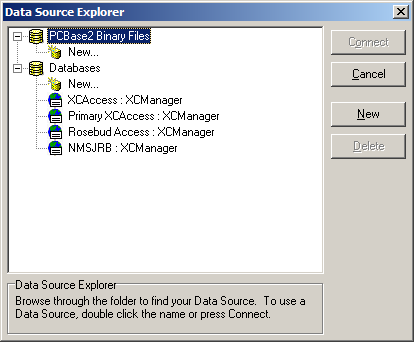 Data Source Explorer
PCBase2 Binary Files
New...
Databases
New...
XCAccess : XCManager
Primary XCAccess : XCManager
Rosebud Access : XCManager
NMSJRB : XCManager
Connect
Cancel
New
Delete
Data Source Explorer
Browse through the folder to find your Data Source. To use a
Data Source, double click the name or press Connect.